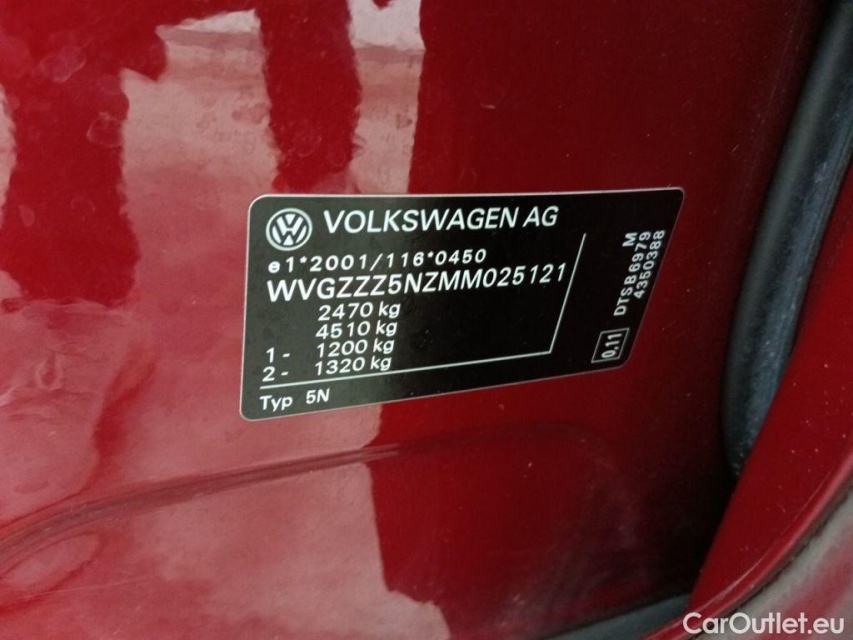 VOLKSWAGEN AG
e1*2001/116*0450
WVGZZZ5NZMM025121
2470 kg
4510 kg
1- 1200 kg
2- 1320 kg
Typ 5N
M
DTS B6979
4350388
0,11
CarOutlet.eu